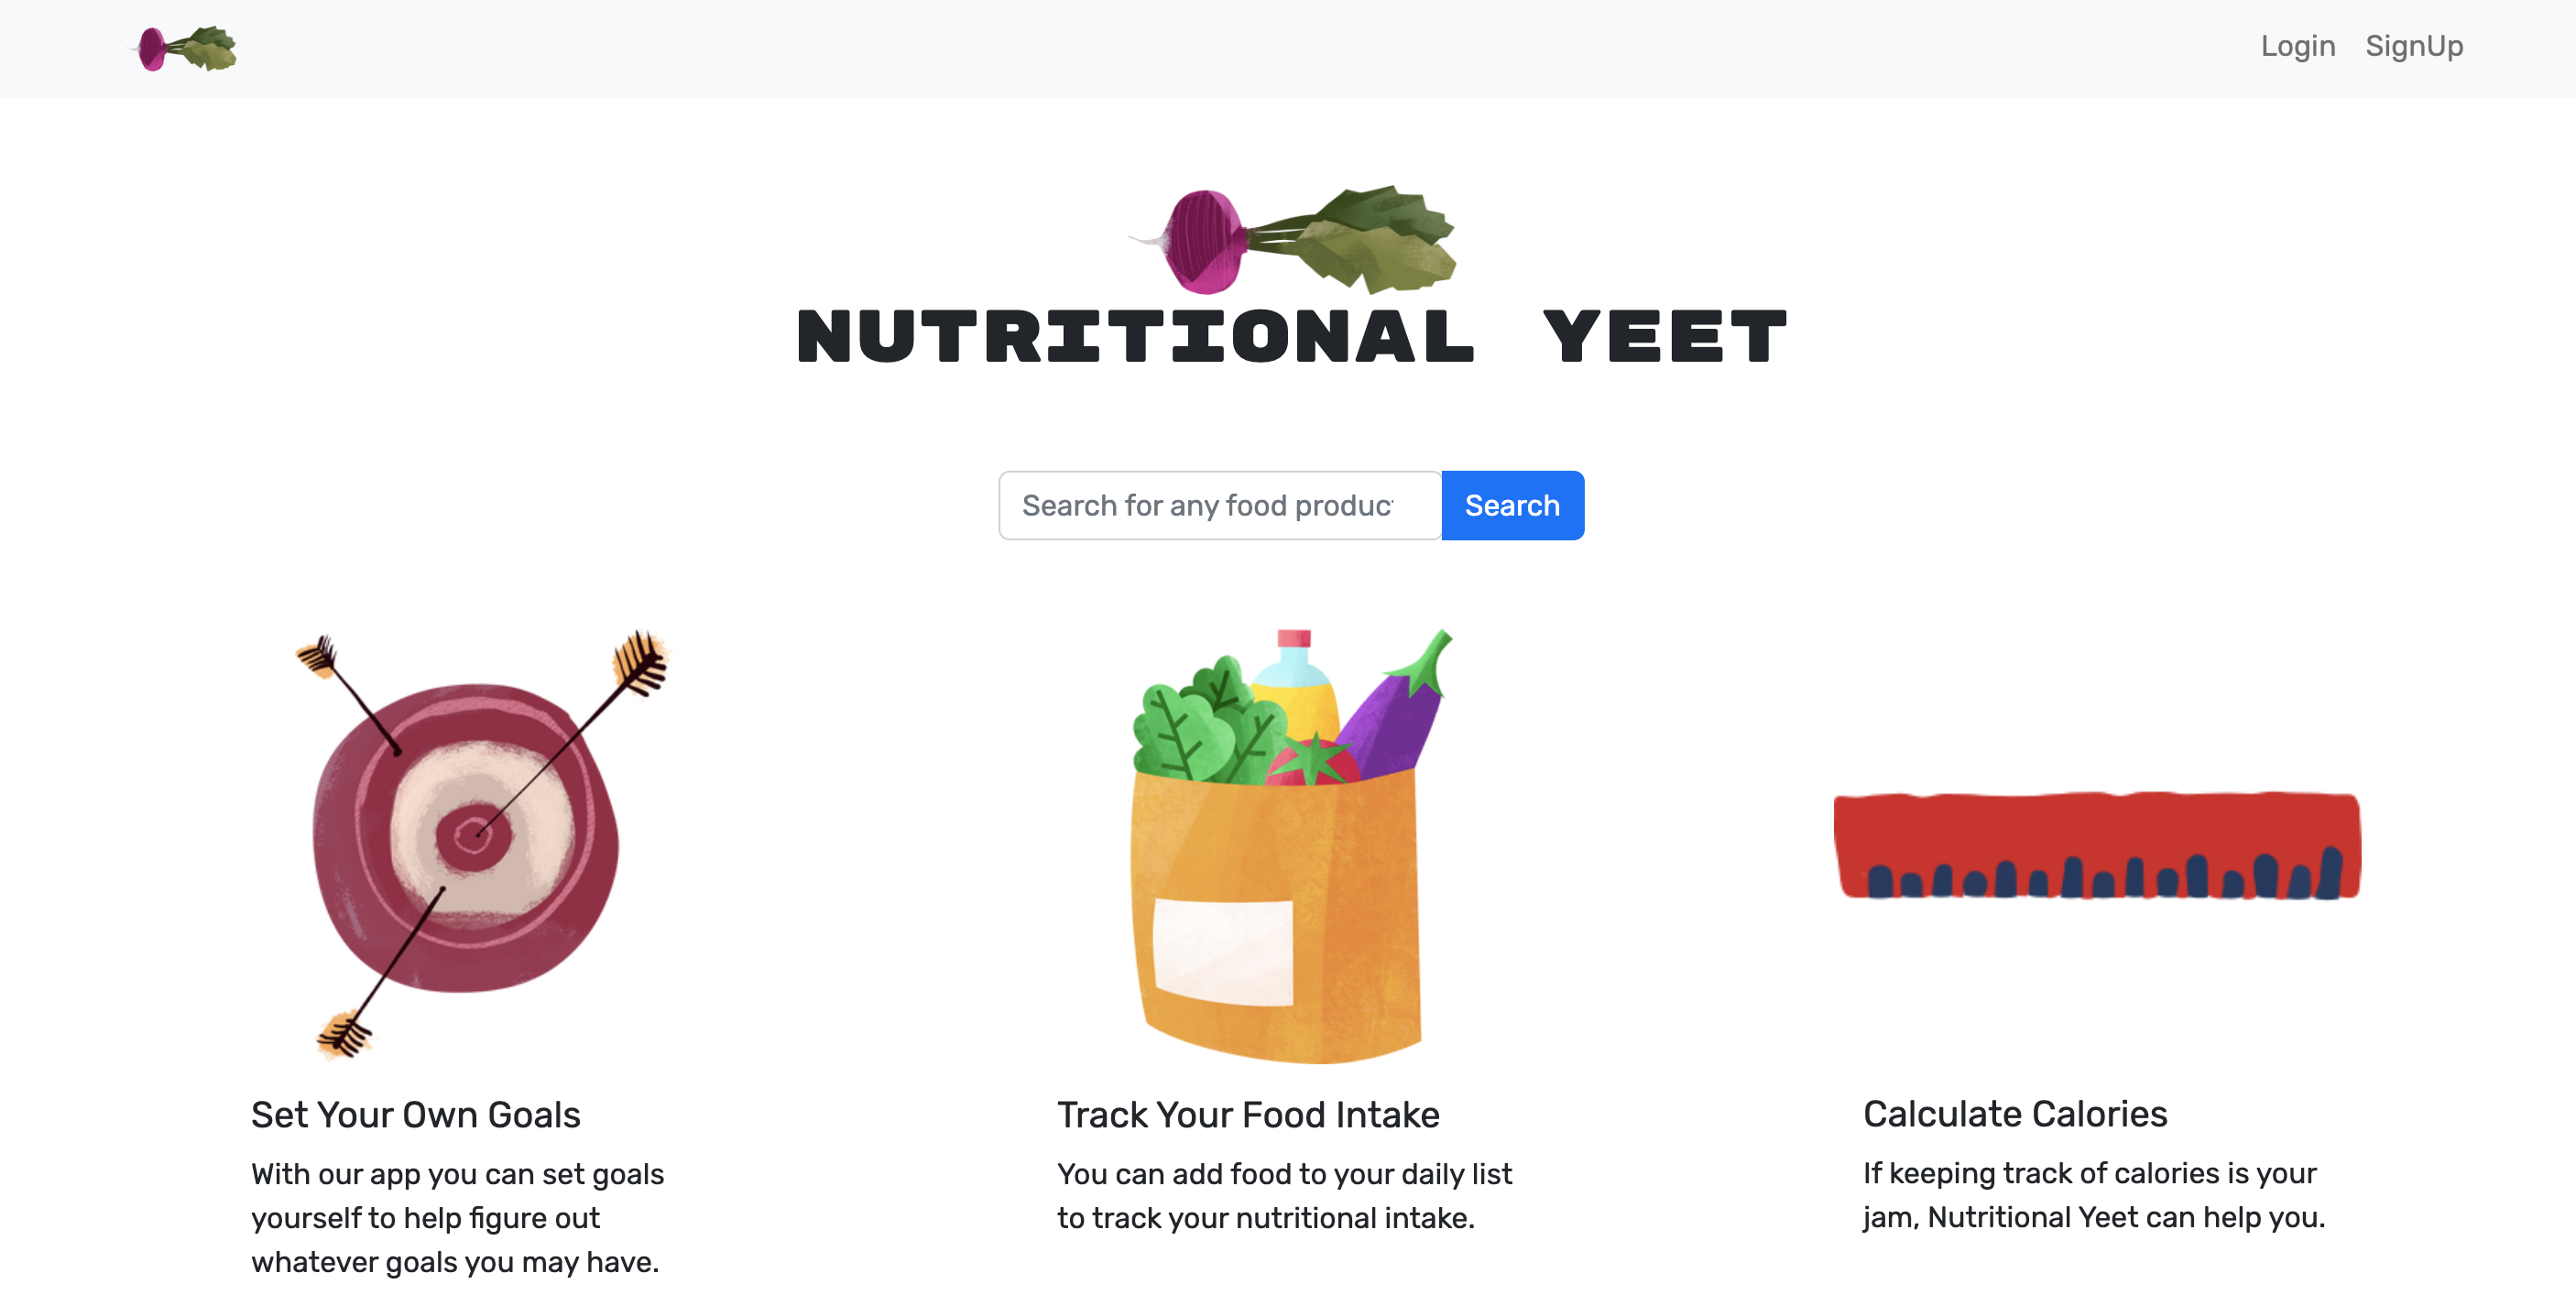 Login SignUp
NUTRITIONAL YEET
Search for any food produc
Search
Set Your Own Goals
With our app you can set goals
yourself to help figure out
whatever goals you may have.
Track Your Food Intake
You can add food to your daily list
to track your nutritional intake.
Calculate Calories
If keeping track of calories is your
jam, Nutritional Yeet can help you.